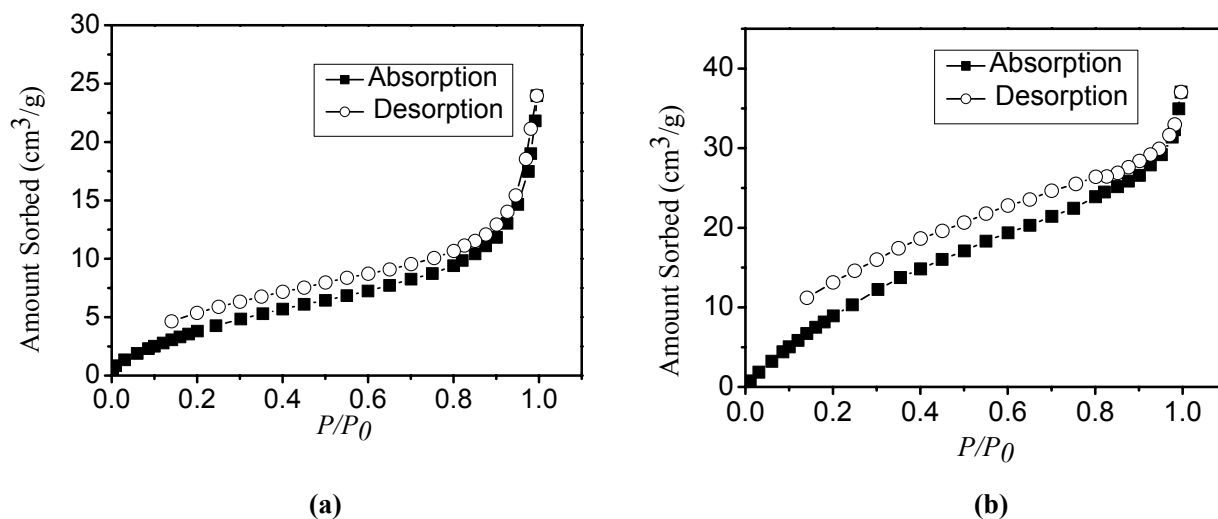 30
25
20
15
10
5
0
Amount Sorbed (cm³/g)
Absorption
Desorption
0.0 0.2 0.4 0.6 0.8 1.0
P/P0
(a)
40
30
20
10
0
Amount Sorbed (cm³/g)
Absorption
Desorption
0.0 0.2 0.4 0.6 0.8 1.0
P/P0
(b)